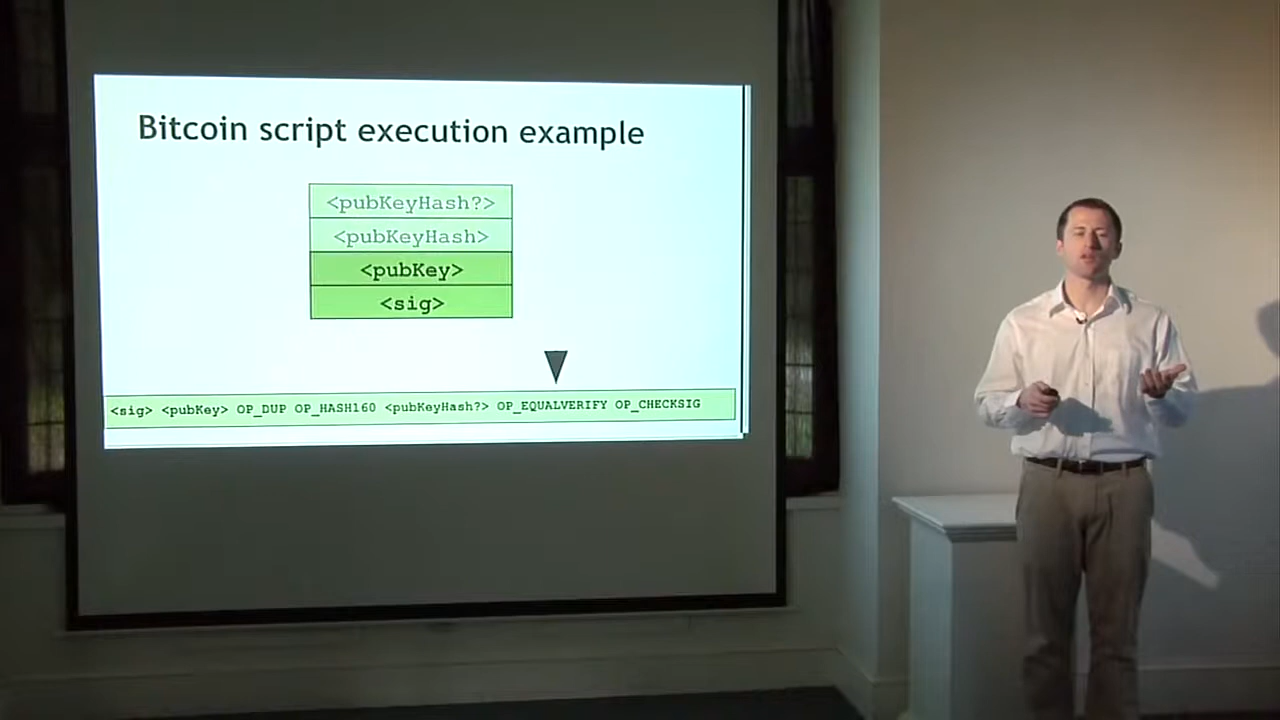 Bitcoin script execution example
<pubKeyHash?>
<pubKeyHash>
<pubKey>
<sig>
<sig> <pubKey> OP_DUP OP_HASH160 <pubKeyHash?> OP_EQUALVERIFY OP_CHECKSIG